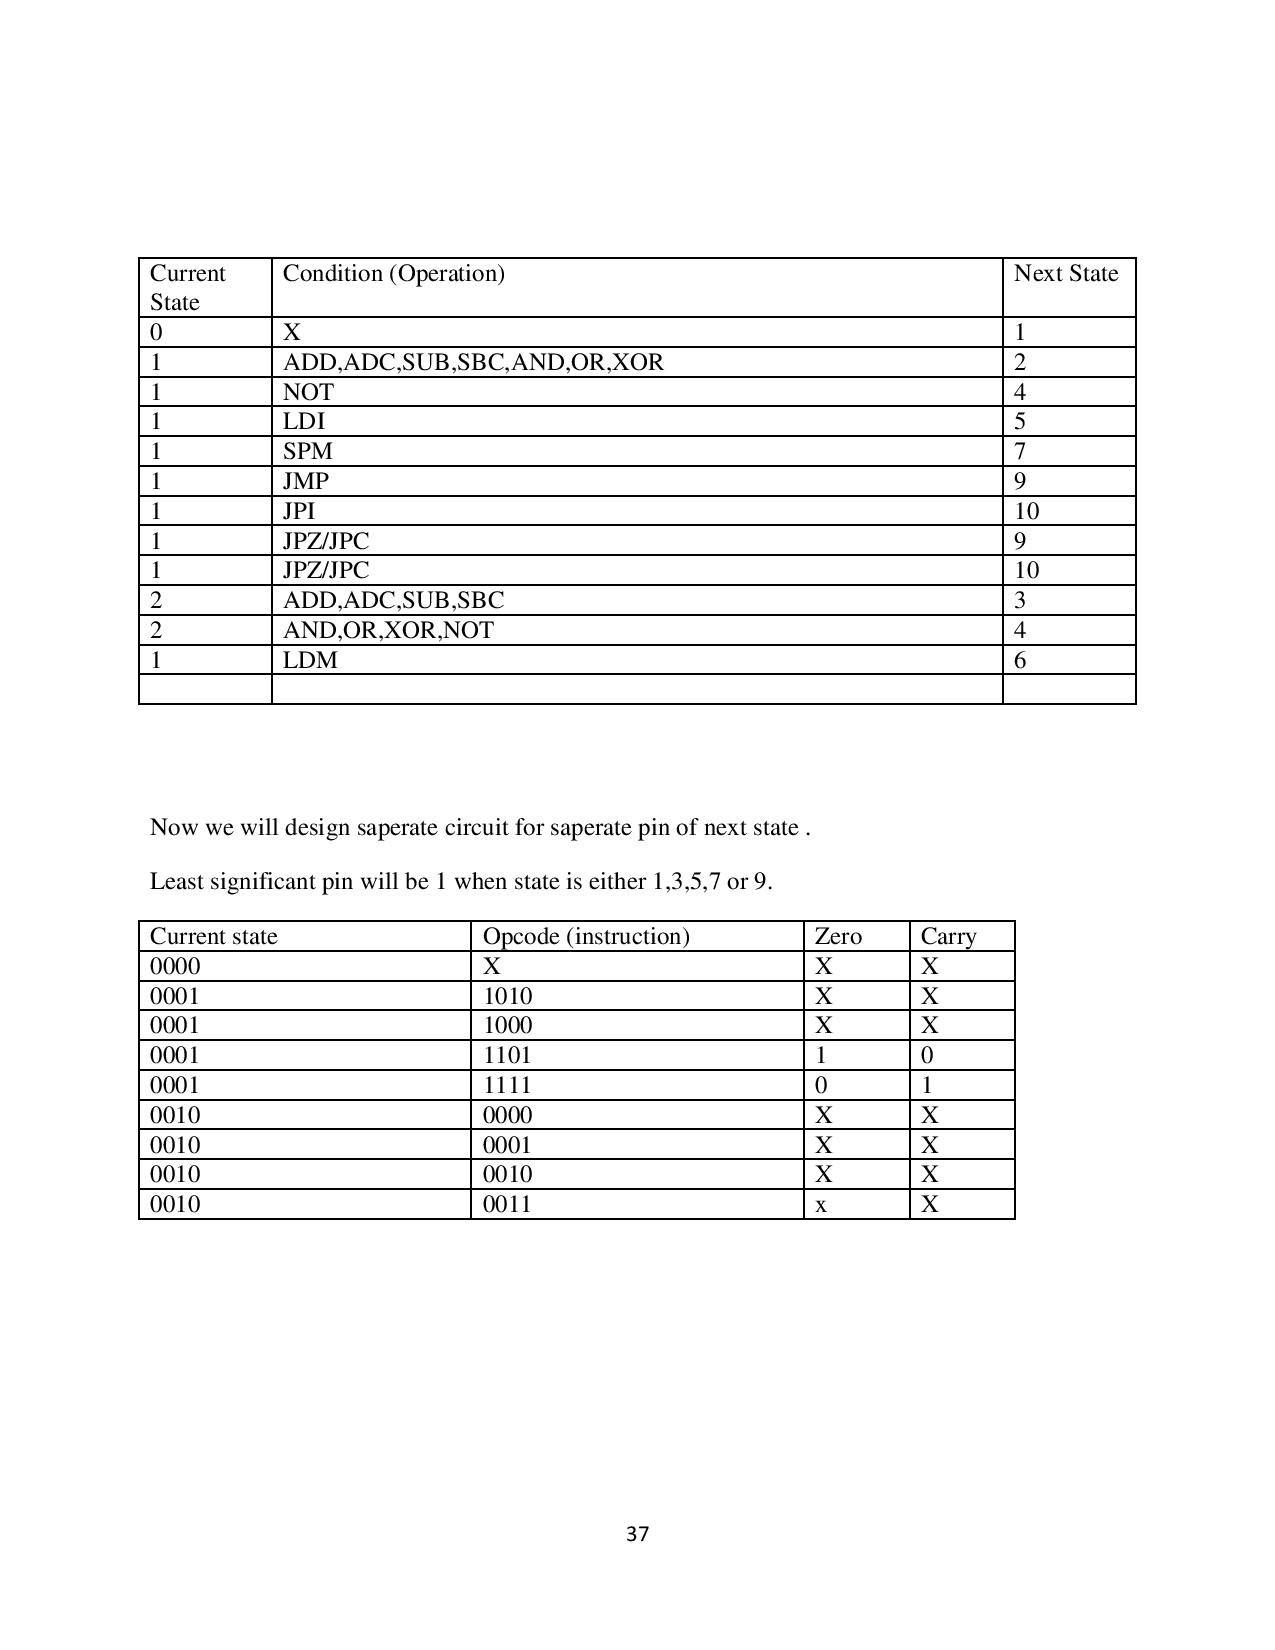 Current State Condition (Operation) Next State
0 X 1
1 ADD,ADC,SUB,SBC,AND,OR,XOR 2
1 NOT 4
1 LDI 5
1 SPM 7
1 JMP 9
1 JPI 10
1 JPZ/JPC 9
1 JPZ/JPC 10
2 ADD,ADC,SUB,SBC 3
2 AND,OR,XOR,NOT 4
1 LDM 6
Now we will design saperate circuit for saperate pin of next state .
Least significant pin will be 1 when state is either 1,3,5,7 or 9.
Current state Opcode (instruction) Zero Carry
0000 X X X
0001 1010 X X
0001 1000 X X
0001 1101 1 0
0001 1111 0 1
0010 0000 X X
0010 0001 X X
0010 0010 X X
0010 0011 x X
37